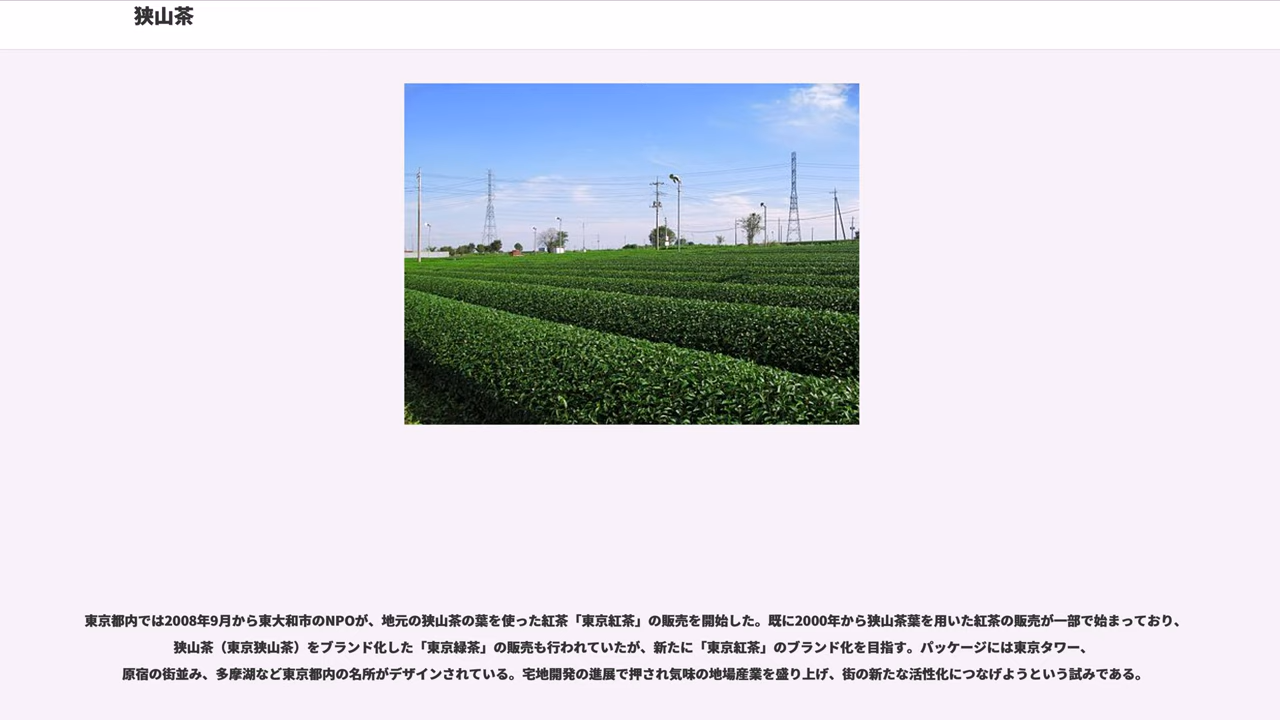 狭山茶
東京都内では2008年9月から東大和市のNPOが、地元の狭山茶の葉を使った紅茶「東京紅茶」の販売を開始した。既に2000年から狭山茶葉を用いた紅茶の販売が一部で始まっており、
狭山茶（東京狭山茶）をブランド化した「東京緑茶」の販売も行われていたが、新たに「東京紅茶」のブランド化を目指す。パッケージには東京タワー、
原宿の街並み、多摩湖など東京都内の名所がデザインされている。宅地開発の進展で押され気味の地場産業を盛り上げ、街の新たな活性化につなげようという試みである。